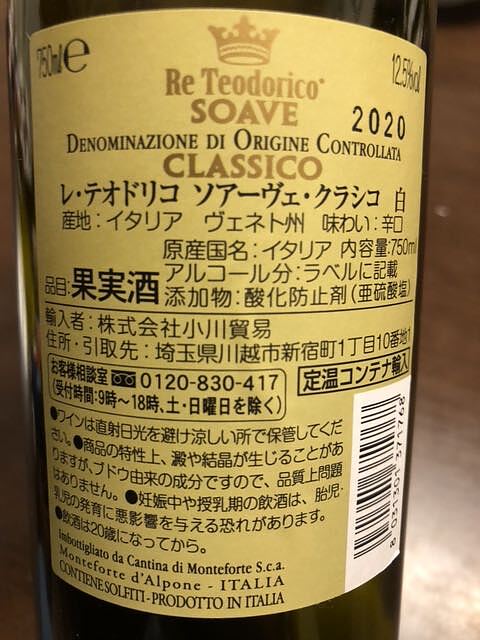 750ml e
12.5%vol
Re Teodorico®
SOAVE 2020
DENOMINAZIONE DI ORIGINE CONTROLLATA
CLASSICO
レ・テオドリコ ソアーヴェ・クラシコ 白
産地：イタリア ヴェネト州 味わい：辛口
原産国名：イタリア 内容量：750ml
アルコール分：ラベルに記載
品目：果実酒 添加物：酸化防止剤（亜硫酸塩）
輸入者：株式会社小川貿易
住所・引取先：埼玉県川越市新宿町1丁目10番地1
お客様相談室 0120-830-417
（受付時間：9時～18時、土・日曜日を除く）
定温コンテナ輸入
●ワインは直射日光を避け涼しい所で保管してくだ
さい。●商品の特性上、澱や結晶が生じることがあ
りますが、ブドウ由来の成分ですので、品質上問題
はありません。●妊娠中や授乳期の飲酒は、胎児・
乳児の発育に悪影響を与える恐れがあります。
●飲酒は20歳になってから。
8 031301 371768
Imbottigliato da Cantina di Monteforte S.c.a.
Monteforte d'Alpone - ITALIA
CONTIENE SOLFITI - PRODOTTO IN ITALIA